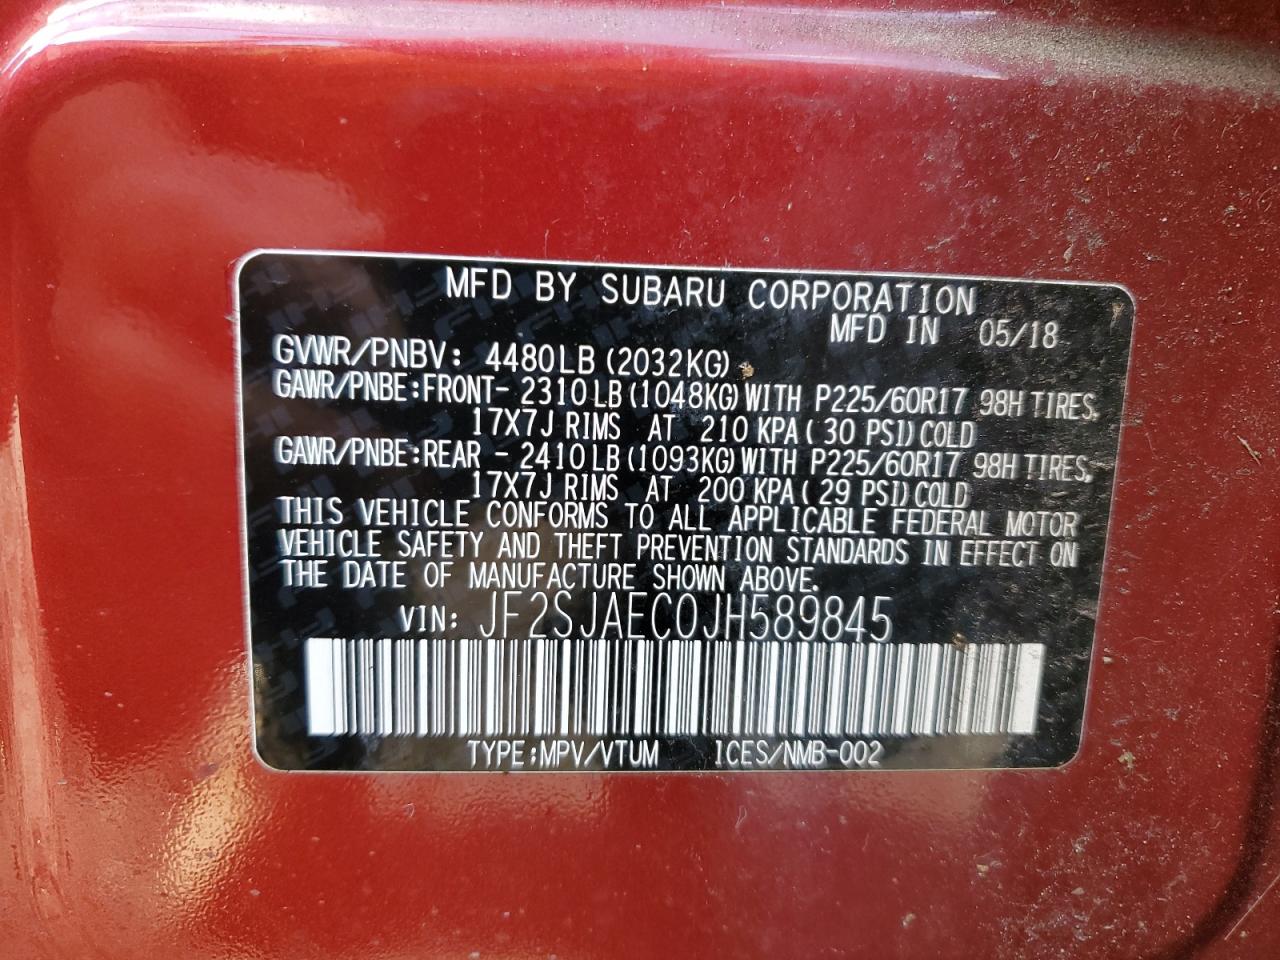 MFD BY SUBARU CORPORATION
MFD IN 05/18
GVWR/PNBV: 4480LB (2032KG)
GAWR/PNBE:FRONT- 2310LB (1048KG) WITH P225/60R17 98H TIRES,
17X7J RIMS AT 210 KPA ( 30 PSI) COLD
GAWR/PNBE:REAR - 2410LB (1093KG) WITH P225/60R17 98H TIRES,
17X7J RIMS AT 200 KPA ( 29 PSI) COLD
THIS VEHICLE CONFORMS TO ALL APPLICABLE FEDERAL MOTOR
VEHICLE SAFETY AND THEFT PREVENTION STANDARDS IN EFFECT ON
THE DATE OF MANUFACTURE SHOWN ABOVE.
VIN: JF2SJAEC0JH589845
TYPE:MPV/VTUM ICES/NMB-002